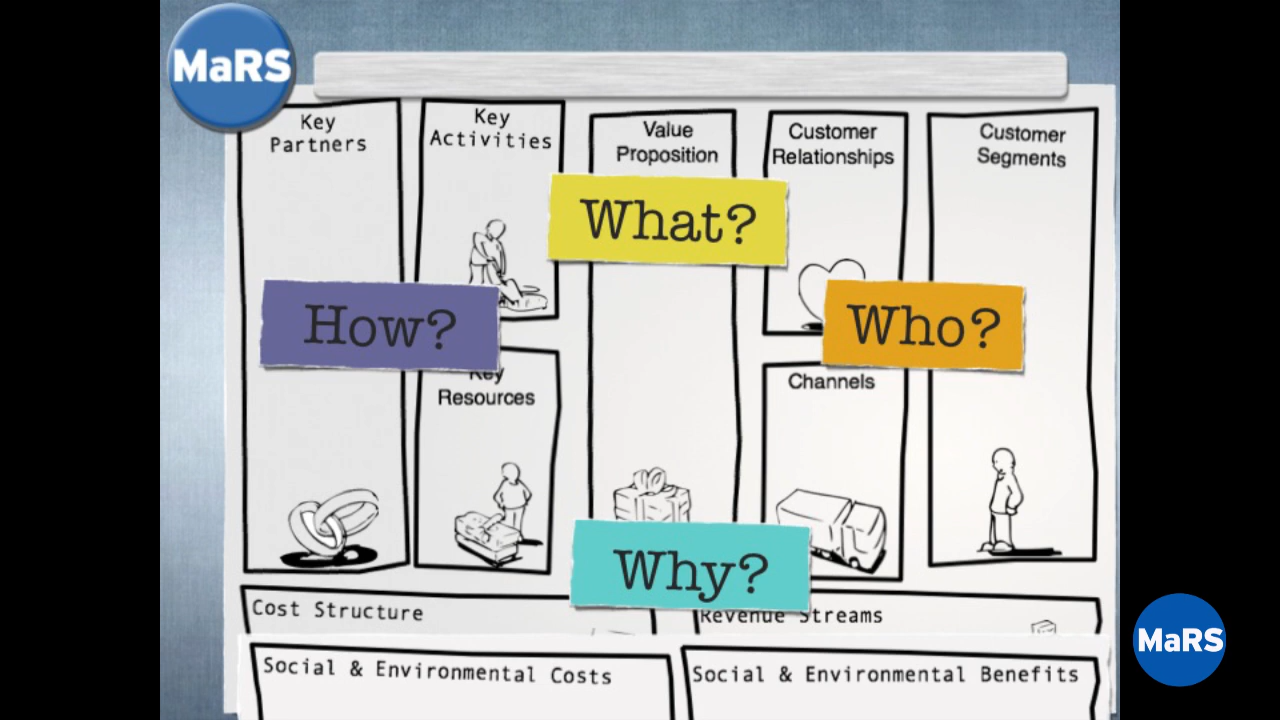 MaRS
Key
Partners
Key
Activities
Value
Proposition
Customer
Relationships
Customer
Segments
What?
How?
Who?
Key
Resources
Channels
Why?
Cost Structure
Revenue Streams
MaRS
Social & Environmental Costs
Social & Environmental Benefits